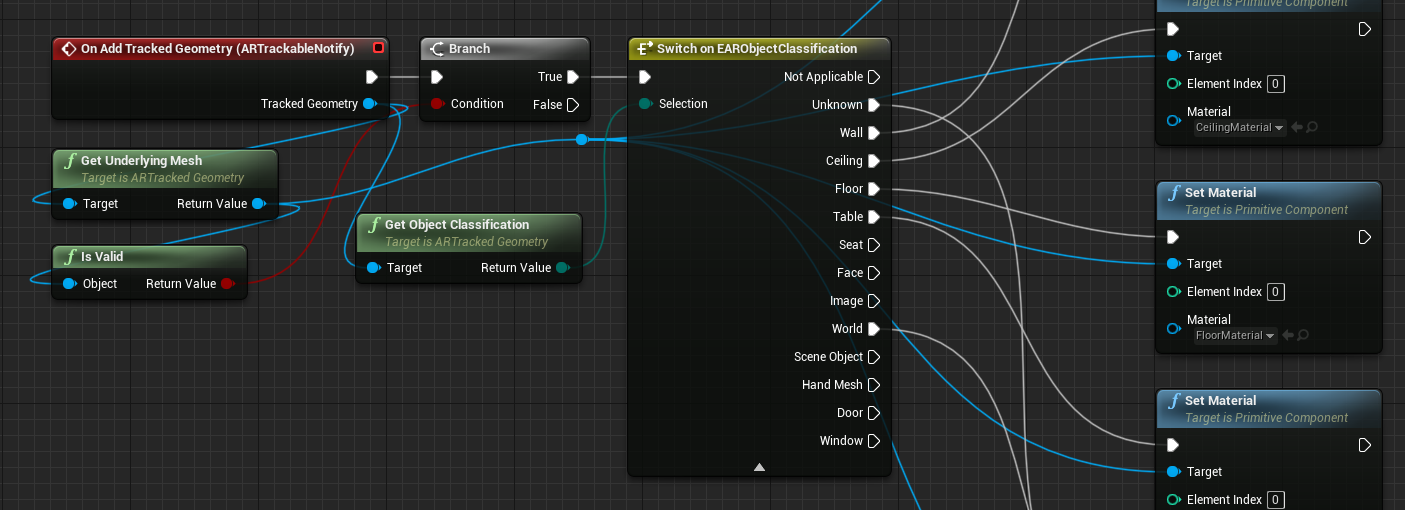 Target is Primitive Component
Target
Element Index 0
Material
CeilingMaterial
On Add Tracked Geometry (ARTrackableNotify)
Tracked Geometry
Branch
True
Condition
False
Switch on EARObjectClassification
Selection
Not Applicable
Unknown
Wall
Ceiling
Floor
Table
Seat
Face
Image
World
Scene Object
Hand Mesh
Door
Window
Get Underlying Mesh
Target is ARTracked Geometry
Target Return Value
Is Valid
Object Return Value
Get Object Classification
Target is ARTracked Geometry
Target Return Value
Set Material
Target is Primitive Component
Target
Element Index 0
Material
FloorMaterial
Set Material
Target is Primitive Component
Target
Element Index 0